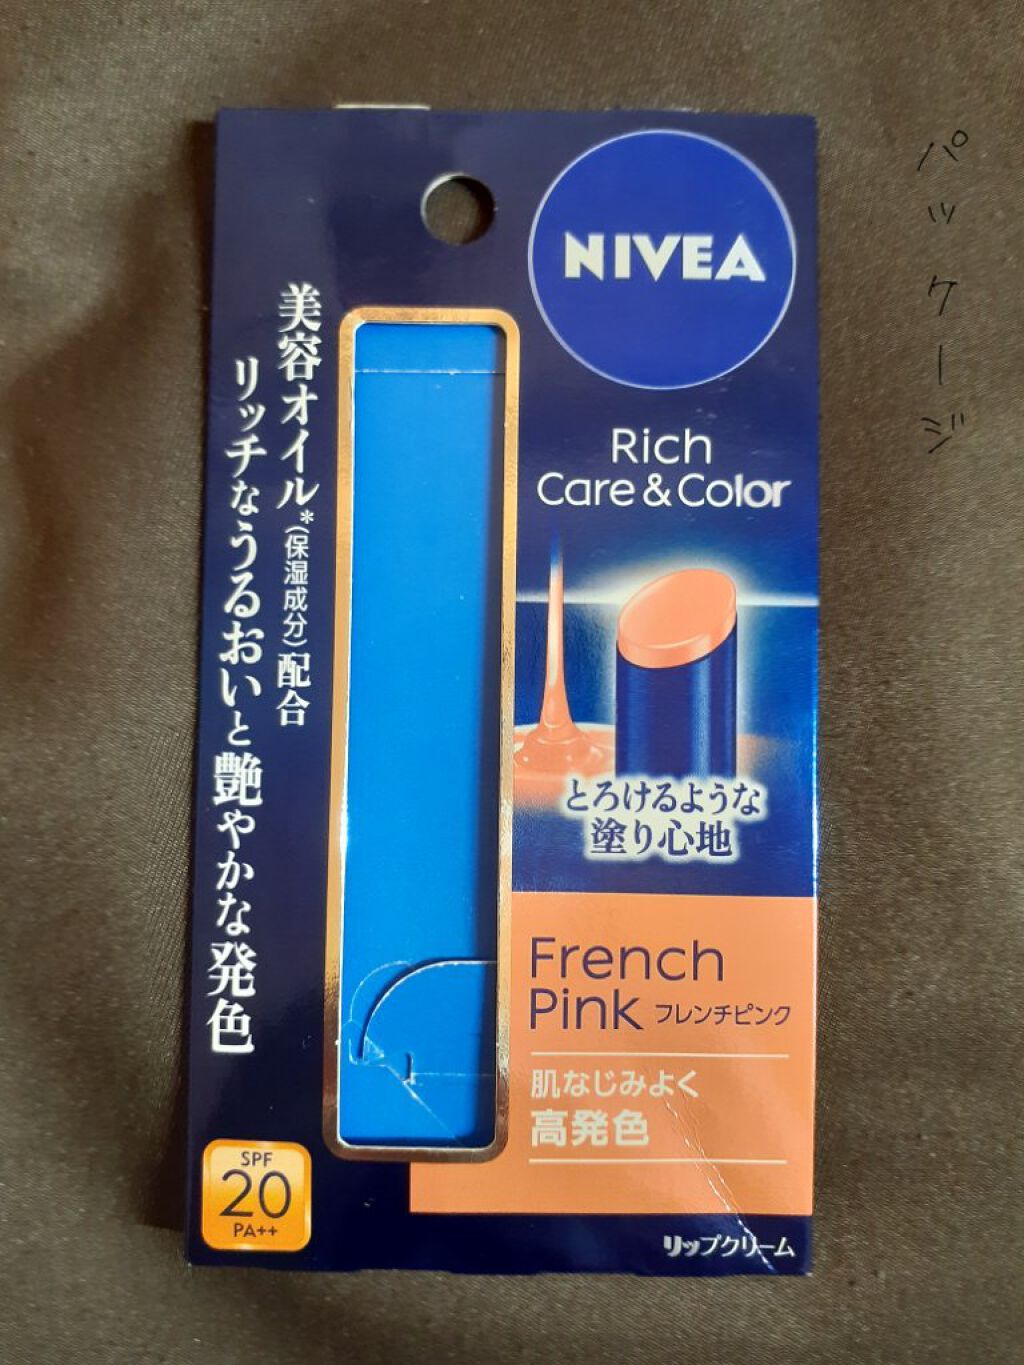 パッケージ
NIVEA
Rich
Care & Color
美容オイル*(保湿成分)配合
リッチなうるおいと艶やかな発色
とろけるような
塗り心地
French
Pink フレンチピンク
肌なじみよく
高発色
SPF
20
PA++
リップクリーム